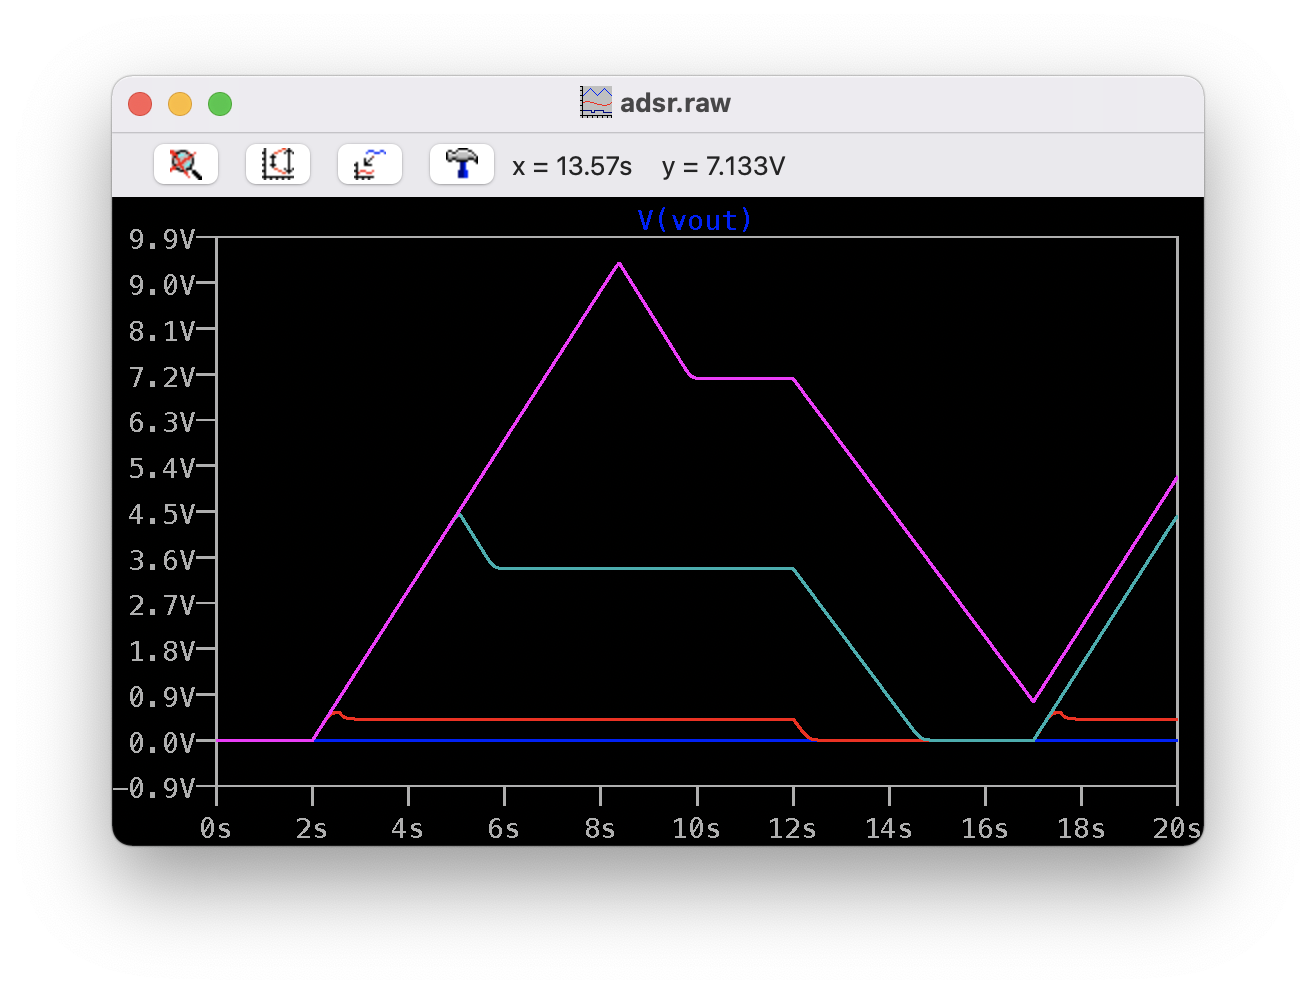 adsr.raw
x = 13.57s y = 7.133V
V(vout)
9.9V
9.0V
8.1V
7.2V
6.3V
5.4V
4.5V
3.6V
2.7V
1.8V
0.9V
0.0V
-0.9V
0s 2s 4s 6s 8s 10s 12s 14s 16s 18s 20s